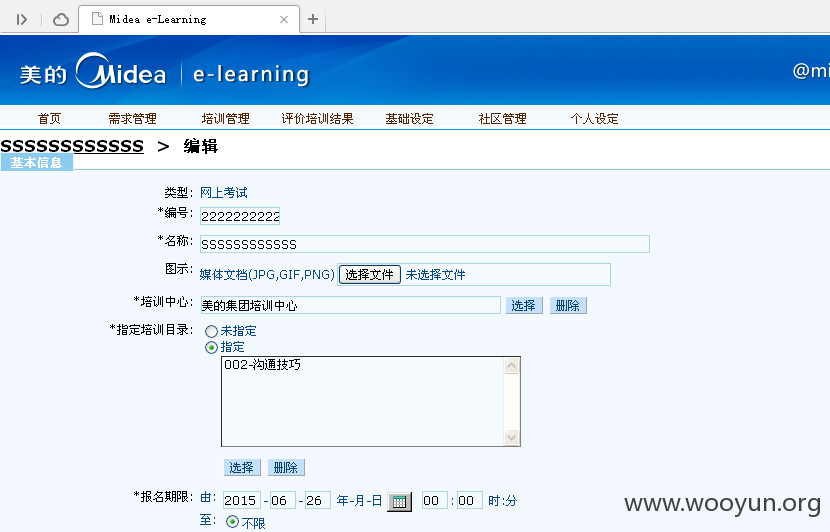 Midea e-Learning
美的 Midea e-learning
@mi
首页 需求管理 培训管理 评价培训结果 基础设定 社区管理 个人设定
SSSSSSSSSSSS > 编辑
基本信息
类型: 网上考试
*编号: 2222222222
*名称: SSSSSSSSSSSS
图示: 媒体文档(JPG,GIF,PNG) 选择文件 未选择文件
*培训中心: 美的集团培训中心 选择 删除
*指定培训目录: 未指定
指定
002-沟通技巧
选择 删除
*报名期限: 由: 2015-06-26 年-月-日 00:00 时:分
至: 不限
www.wooyun.org